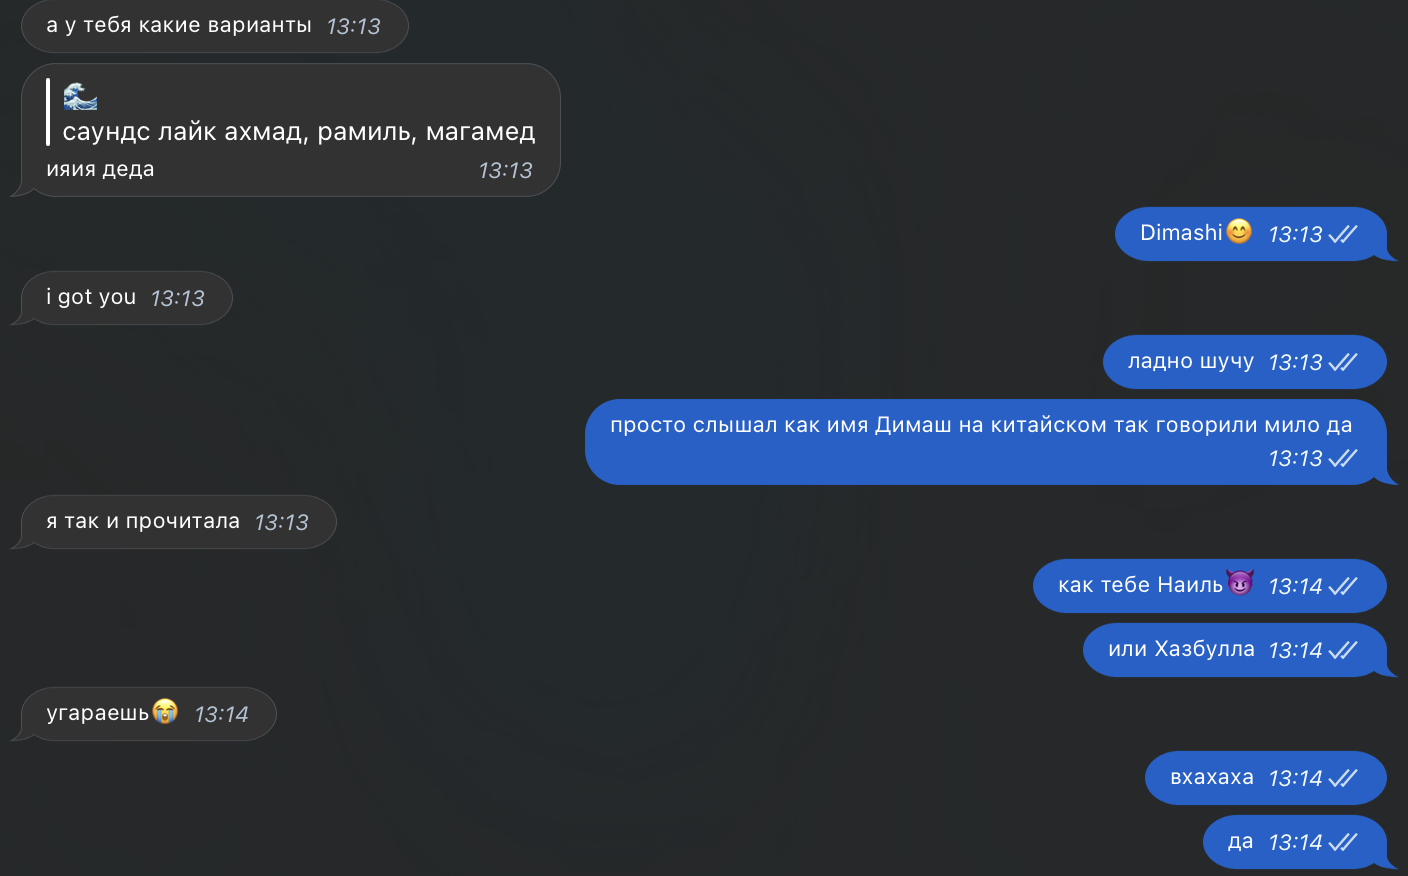 а у тебя какие варианты 13:13
🌊
саундс лайк ахмад, рамиль, магамед
ияия деда 13:13
Dimashi😊 13:13
i got you 13:13
ладно шучу 13:13
просто слышал как имя Димаш на китайском так говорили мило да
13:13
я так и прочитала 13:13
как тебе Наиль😈 13:14
или Хазбулла 13:14
угараешь😭 13:14
вхахаха 13:14
да 13:14